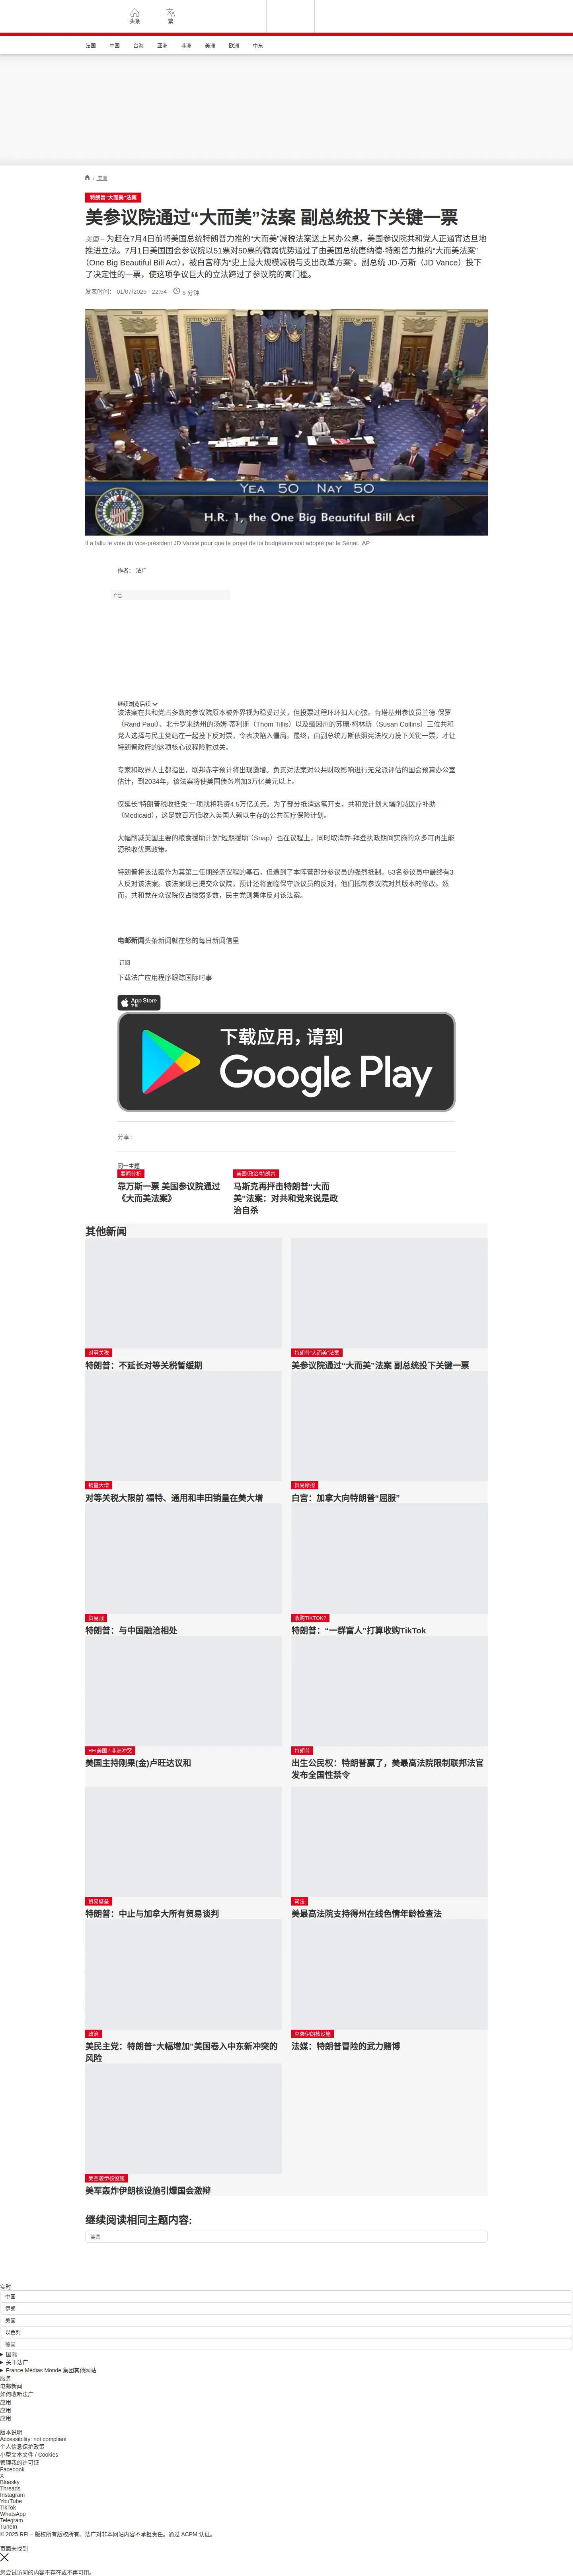 头条
繁
法国 中国 台海 亚洲 非洲 美洲 欧洲 中东
/ 美洲
特朗普"大而美"法案
美参议院通过“大而美”法案 副总统投下关键一票
美国 – 为赶在7月4日前将美国总统特朗普力推的“大而美”减税法案送上其办公桌，美国参议院共和党人正通宵达旦地
推进立法。7月1日美国国会参议院以51票对50票的微弱优势通过了由美国总统唐纳德·特朗普力推的“大而美法案”
（One Big Beautiful Bill Act），被白宫称为“史上最大规模减税与支出改革方案”。副总统 JD·万斯（JD Vance）投下
了决定性的一票，使这项争议巨大的立法跨过了参议院的高门槛。
发表时间： 01/07/2025 - 22:54 5 分钟
YEA 50 NAY 50
H.R. 1, the One Big Beautiful Bill Act
Il a fallu le vote du vice-président JD Vance pour que le projet de loi budgétaire soit adopté par le Sénat. AP
作者： 法广
广告
继续浏览后续
该法案在共和党占多数的参议院原本被外界视为稳妥过关，但投票过程环环扣人心弦。肯塔基州参议员兰德·保罗
（Rand Paul）、北卡罗来纳州的汤姆·蒂利斯（Thom Tillis）以及缅因州的苏珊·柯林斯（Susan Collins）三位共和
党人选择与民主党站在一起投下反对票，令表决陷入僵局。最终，由副总统万斯依照宪法权力投下关键一票，才让
特朗普政府的这项核心议程险胜过关。
专家和政界人士都指出，联邦赤字预计将出现激增。负责对法案对公共财政影响进行无党派评估的国会预算办公室
估计，到2034年，该法案将使美国债务增加3万亿美元以上。
仅延长“特朗普税收抵免”一项就将耗资4.5万亿美元。为了部分抵消这笔开支，共和党计划大幅削减医疗补助
（Medicaid），这是数百万低收入美国人赖以生存的公共医疗保险计划。
大幅削减美国主要的粮食援助计划“短期援助”（Snap）也在议程上，同时取消乔·拜登执政期间实施的众多可再生能
源税收优惠政策。
特朗普将该法案作为其第二任期经济议程的基石，但遭到了本阵营部分参议员的强烈抵制。53名参议员中最终有3
人反对该法案。该法案现已提交众议院，预计还将面临保守派议员的反对，他们抵制参议院对其版本的修改。然
而，共和党在众议院仅占微弱多数，民主党则集体反对该法案。
电邮新闻头条新闻就在您的每日新闻信里
订阅
下载法广应用程序跟踪国际时事
App Store
下载
下载应用，请到
Google Play
分享 :
同一主题
要闻分析
靠万斯一票 美国参议院通过
《大而美法案》
美国/政治/特朗普
马斯克再抨击特朗普“大而
美”法案：对共和党来说是政
治自杀
其他新闻
对等关税
特朗普：不延长对等关税暂缓期
特朗普"大而美"法案
美参议院通过“大而美”法案 副总统投下关键一票
销量大增
对等关税大限前 福特、通用和丰田销量在美大增
贸易摩擦
白宫：加拿大向特朗普“屈服”
贸易战
特朗普：与中国融洽相处
收购TIKTOK?
特朗普：“一群富人”打算收购TikTok
RFI美国 / 非洲冲突
美国主持刚果(金)卢旺达议和
特朗普
出生公民权：特朗普赢了，美最高法院限制联邦法官
发布全国性禁令
贸易壁垒
特朗普：中止与加拿大所有贸易谈判
司法
美最高法院支持得州在线色情年龄检查法
政治
美民主党：特朗普“大幅增加”美国卷入中东新冲突的
风险
空袭伊朗核设施
法媒：特朗普冒险的武力赌博
美空袭伊核设施
美军轰炸伊朗核设施引爆国会激辩
继续阅读相同主题内容:
美国
实时
中国
伊朗
美国
以色列
德国
国际
关于法广
France Médias Monde 集团其他网站
服务
电邮新闻
如何收听法广
应用
应用
应用
版本说明
Accessibility: not compliant
个人信息保护政策
小型文本文件 / Cookies
管理我的许可证
Facebook
X
Bluesky
Threads
Instagram
YouTube
TikTok
WhatsApp
Telegram
TuneIn
© 2025 RFI – 版权所有版权所有。法广对非本网站内容不承担责任。通过 ACPM 认证。
页面未找到
您尝试访问的内容不存在或不再可用。